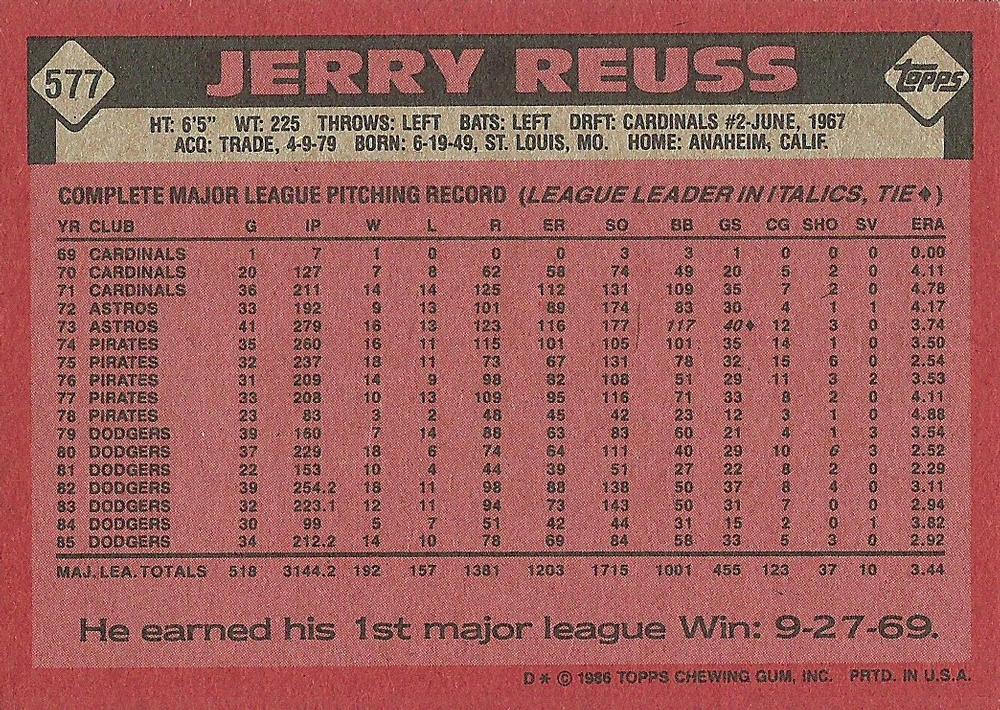 577
JERRY REUSS
TOPPS
HT: 6'5" WT: 225 THROWS: LEFT BATS: LEFT DRFT: CARDINALS #2-JUNE, 1967
ACQ: TRADE, 4-9-79 BORN: 6-19-49, ST. LOUIS, MO. HOME: ANAHEIM, CALIF.
COMPLETE MAJOR LEAGUE PITCHING RECORD (LEAGUE LEADER IN ITALICS, TIE♦)
YR CLUB G IP W L R ER SO BB GS CG SHO SV ERA
69 CARDINALS 1 7 1 0 0 0 3 3 1 0 0 0 0.00
70 CARDINALS 20 127 7 8 62 58 74 49 20 5 2 0 4.11
71 CARDINALS 36 211 14 14 125 112 131 109 35 7 2 0 4.78
72 ASTROS 33 192 9 13 101 89 174 83 30 4 1 1 4.17
73 ASTROS 41 279 16 13 123 116 177 117 40♦ 12 3 0 3.74
74 PIRATES 35 260 16 11 115 101 105 101 35 14 1 0 3.50
75 PIRATES 32 237 18 11 73 67 131 78 32 15 6 0 2.54
76 PIRATES 31 209 14 9 98 82 108 51 29 11 3 2 3.53
77 PIRATES 33 208 10 13 109 95 116 71 33 8 2 0 4.11
78 PIRATES 23 83 3 2 48 45 42 23 12 3 1 0 4.88
79 DODGERS 39 160 7 14 88 63 83 60 21 4 1 3 3.54
80 DODGERS 37 229 18 6 74 64 111 40 29 10 6 3 2.52
81 DODGERS 22 153 10 4 44 39 51 27 22 8 2 0 2.29
82 DODGERS 39 254.2 18 11 98 88 138 50 37 8 4 0 3.11
83 DODGERS 32 223.1 12 11 94 73 143 50 31 7 0 0 2.94
84 DODGERS 30 99 5 7 51 42 44 31 15 2 0 1 3.82
85 DODGERS 34 212.2 14 10 78 69 84 58 33 5 3 0 2.92
MAJ. LEA. TOTALS 518 3144.2 192 157 1381 1203 1715 1001 455 123 37 10 3.44
He earned his 1st major league Win: 9-27-69.
D * © 1986 TOPPS CHEWING GUM, INC. PRTD. IN U.S.A.